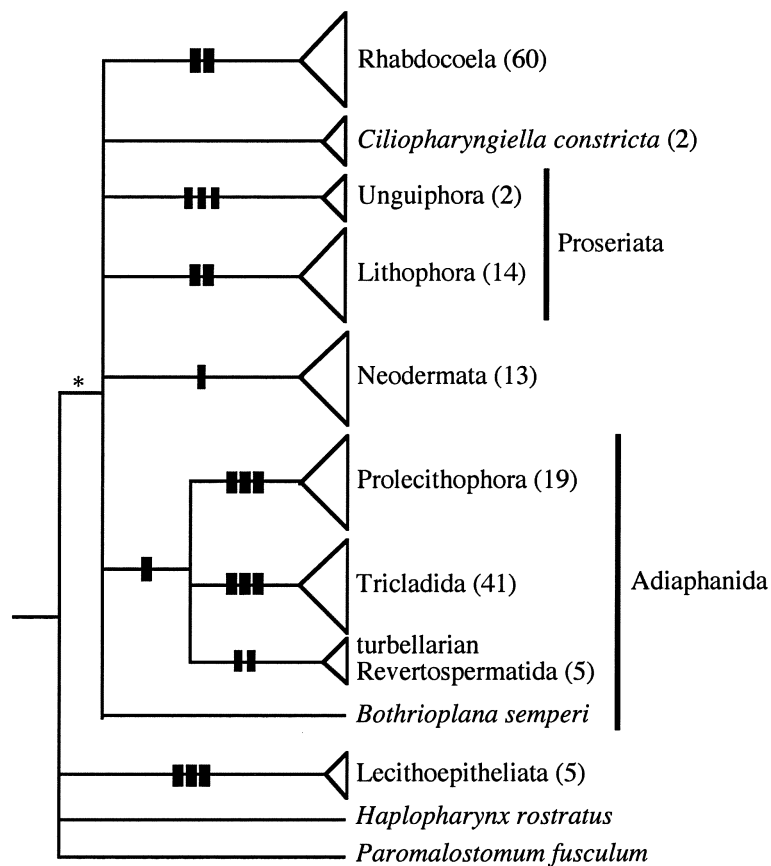 Rhabdocoela (60)
Ciliopharyngiella constricta (2)
Unguiphora (2)
Proseriata
Lithophora (14)
*
Neodermata (13)
Prolecithophora (19)
Tricladida (41)
Adiaphanida
turbellarian
Revertospermatida (5)
Bothrioplana semperi
Lecithoepitheliata (5)
Haplopharynx rostratus
Paromalostomum fusculum